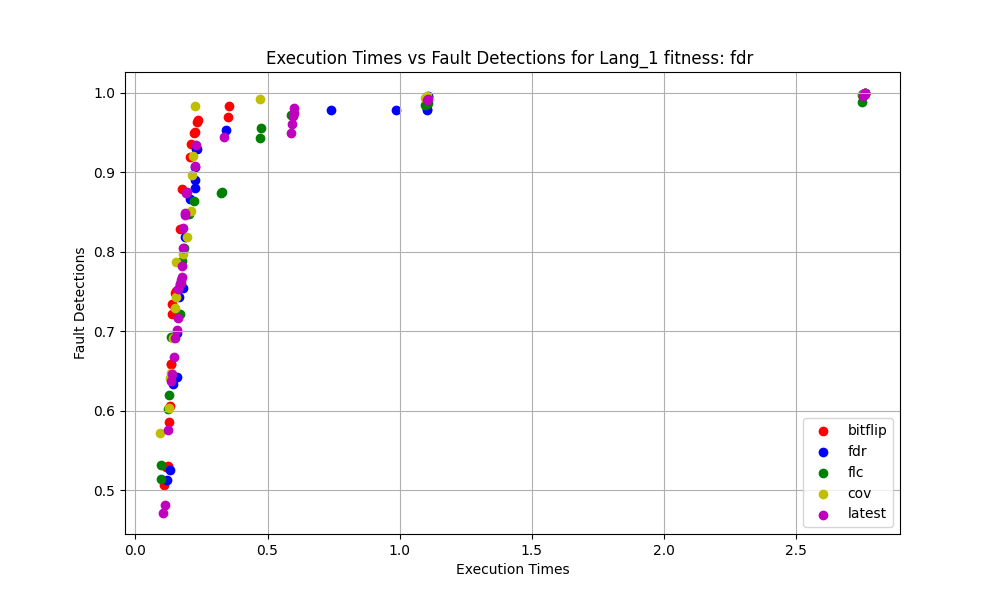 Execution Times vs Fault Detections for Lang_1 fitness: fdr
1.0
0.9
0.8
0.7
0.6
0.5
Fault Detections
0.0 0.5 1.0 1.5 2.0 2.5
Execution Times
bitflip
fdr
flc
cov
latest